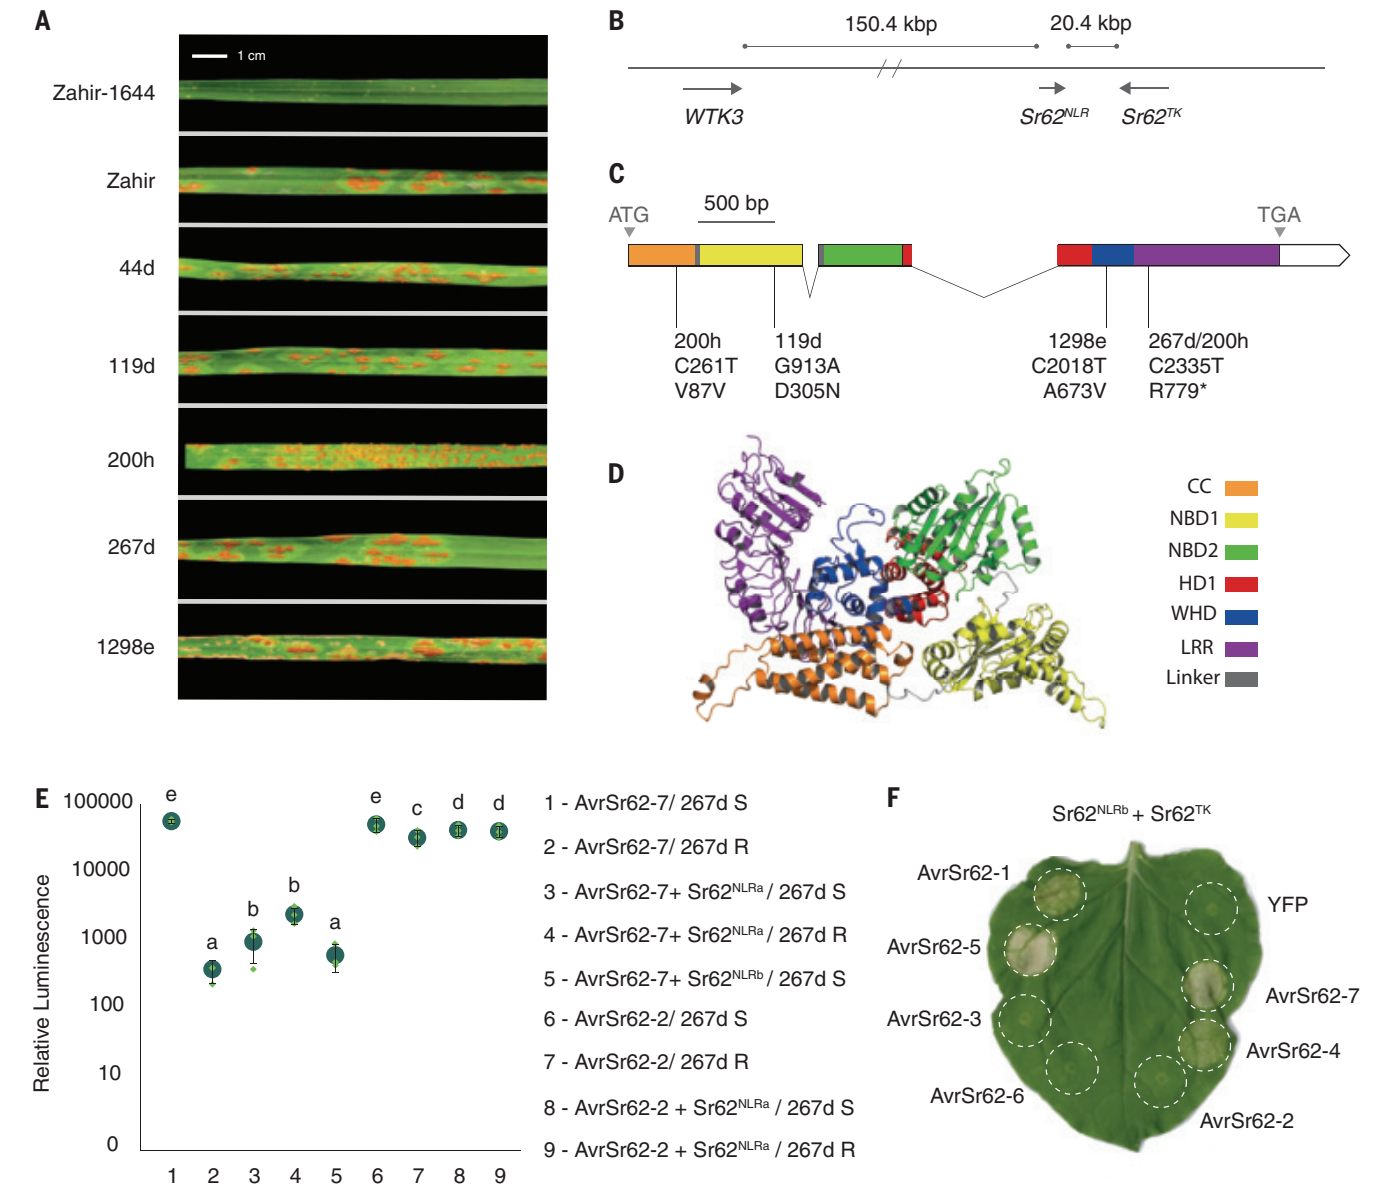 A
1 cm
Zahir-1644
Zahir
44d
119d
200h
267d
1298e
B
150.4 kbp
20.4 kbp
WTK3
Sr62NLR
Sr62TK
C
500 bp
ATG
TGA
200h
C261T
V87V
119d
G913A
D305N
1298e
C2018T
A673V
267d/200h
C2335T
R779*
D
CC
NBD1
NBD2
HD1
WHD
LRR
Linker
E
Relative Luminescence
100000
10000
1000
100
10
0
e
a
b
b
a
e
c
d
d
1 2 3 4 5 6 7 8 9
1 - AvrSr62-7/ 267d S
2 - AvrSr62-7/ 267d R
3 - AvrSr62-7+ Sr62NLRa / 267d S
4 - AvrSr62-7+ Sr62NLRa / 267d R
5 - AvrSr62-7+ Sr62NLRb / 267d S
6 - AvrSr62-2/ 267d S
7 - AvrSr62-2/ 267d R
8 - AvrSr62-2 + Sr62NLRa / 267d S
9 - AvrSr62-2 + Sr62NLRa / 267d R
F
Sr62NLRb + Sr62TK
AvrSr62-1
YFP
AvrSr62-5
AvrSr62-7
AvrSr62-3
AvrSr62-4
AvrSr62-6
AvrSr62-2